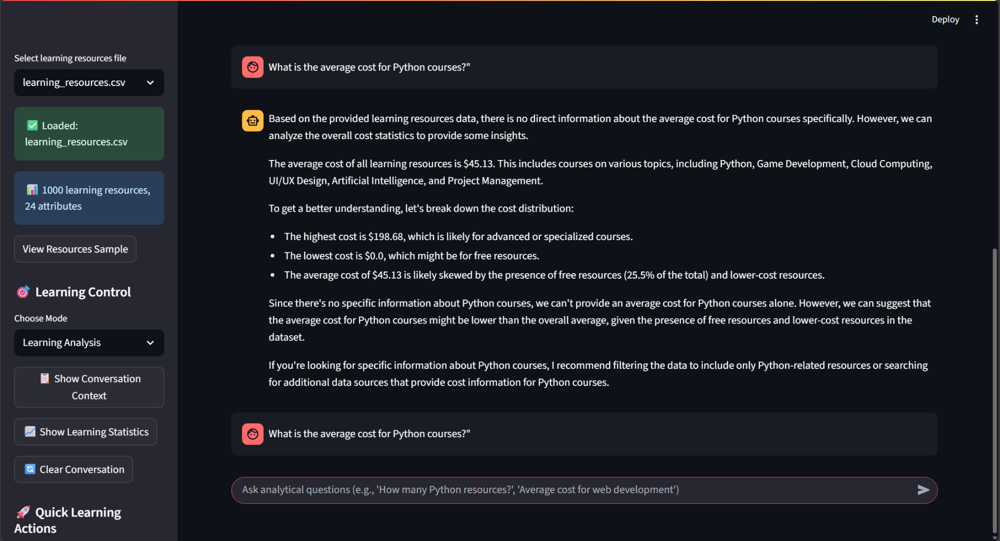 Deploy
Select learning resources file
learning_resources.csv
✅ Loaded:
learning_resources.csv
📊 1000 learning resources,
24 attributes
View Resources Sample
🎯 Learning Control
Choose Mode
Learning Analysis
📋 Show Conversation
Context
📈 Show Learning Statistics
🔄 Clear Conversation
🚀 Quick Learning
Actions
What is the average cost for Python courses?"
Based on the provided learning resources data, there is no direct information about the average cost for Python courses specifically. However, we can
analyze the overall cost statistics to provide some insights.
The average cost of all learning resources is $45.13. This includes courses on various topics, including Python, Game Development, Cloud Computing,
UI/UX Design, Artificial Intelligence, and Project Management.
To get a better understanding, let's break down the cost distribution:
• The highest cost is $198.68, which is likely for advanced or specialized courses.
• The lowest cost is $0.0, which might be for free resources.
• The average cost of $45.13 is likely skewed by the presence of free resources (25.5% of the total) and lower-cost resources.
Since there's no specific information about Python courses, we can't provide an average cost for Python courses alone. However, we can suggest that
the average cost for Python courses might be lower than the overall average, given the presence of free resources and lower-cost resources in the
dataset.
If you're looking for specific information about Python courses, I recommend filtering the data to include only Python-related resources or searching
for additional data sources that provide cost information for Python courses.
What is the average cost for Python courses?"
Ask analytical questions (e.g., 'How many Python resources?', 'Average cost for web development')